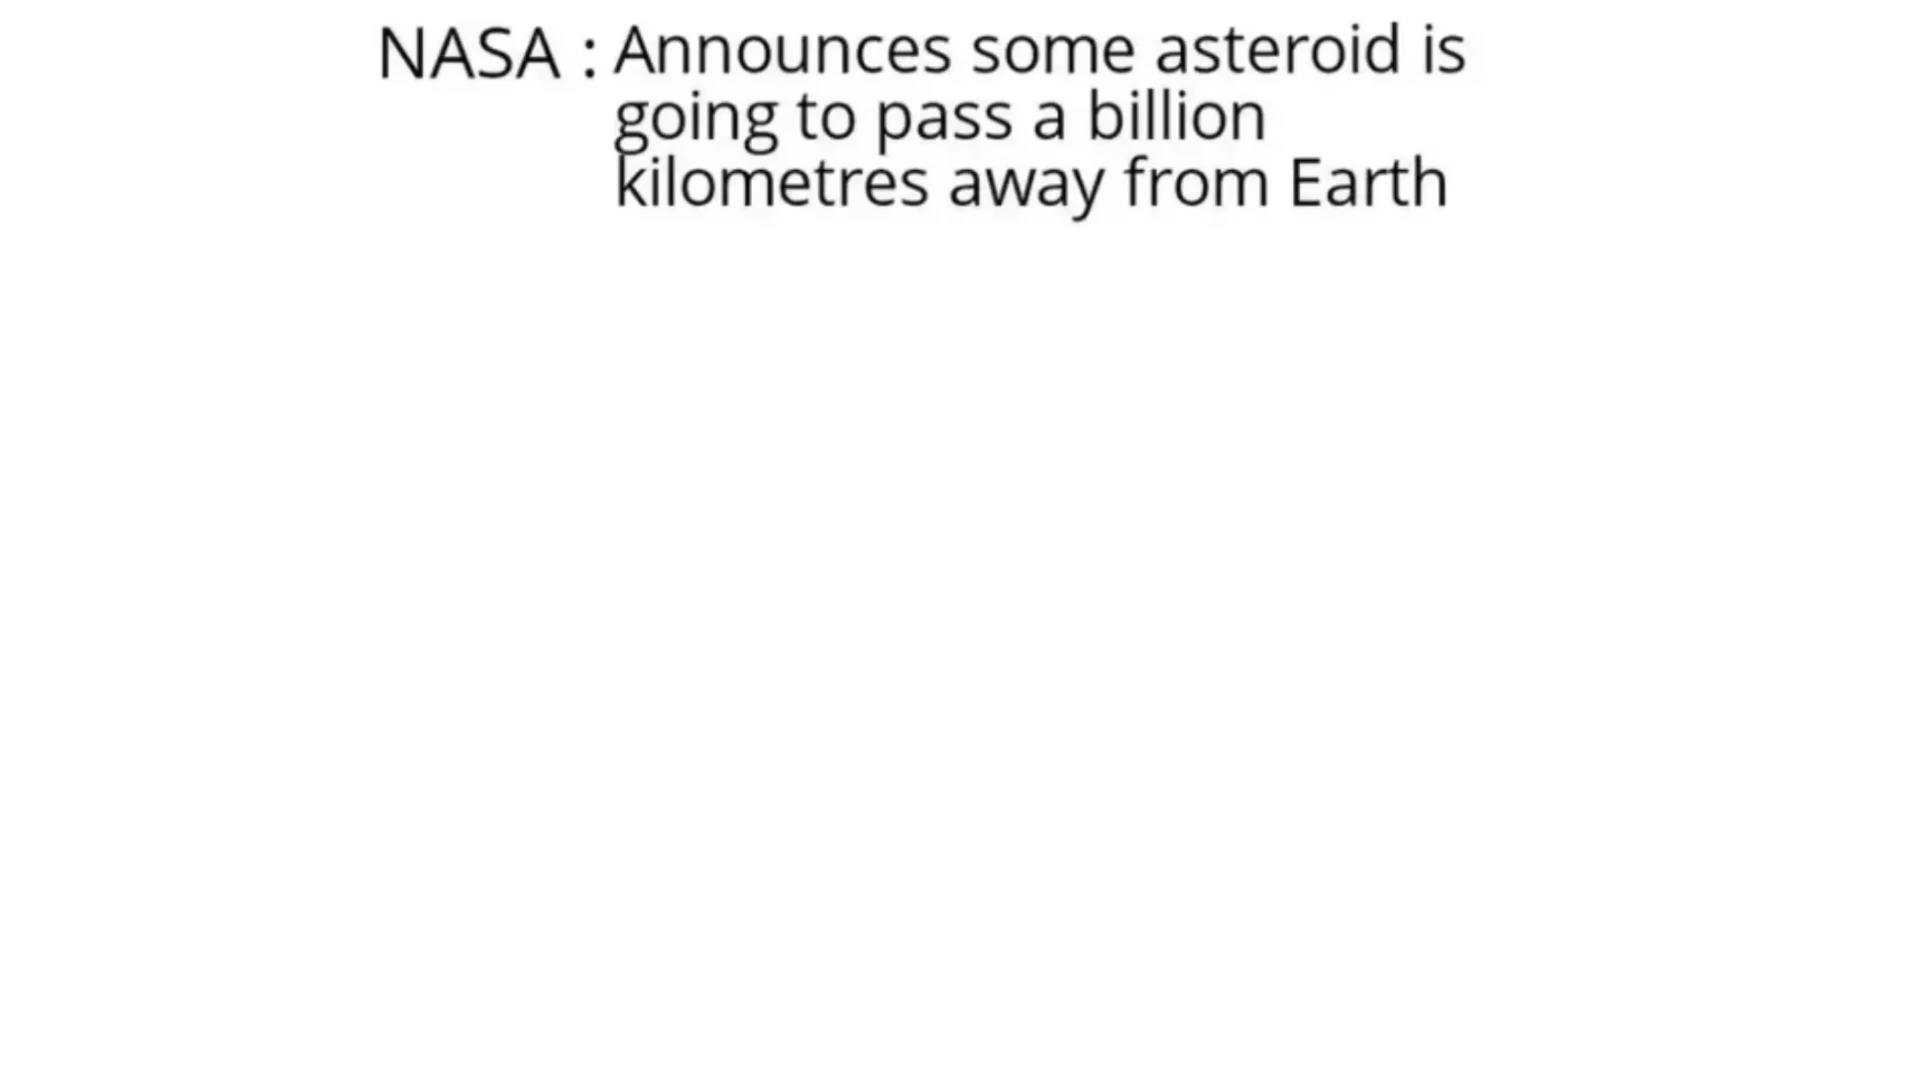 NASA : Announces some asteroid is
going to pass a billion
kilometres away from Earth